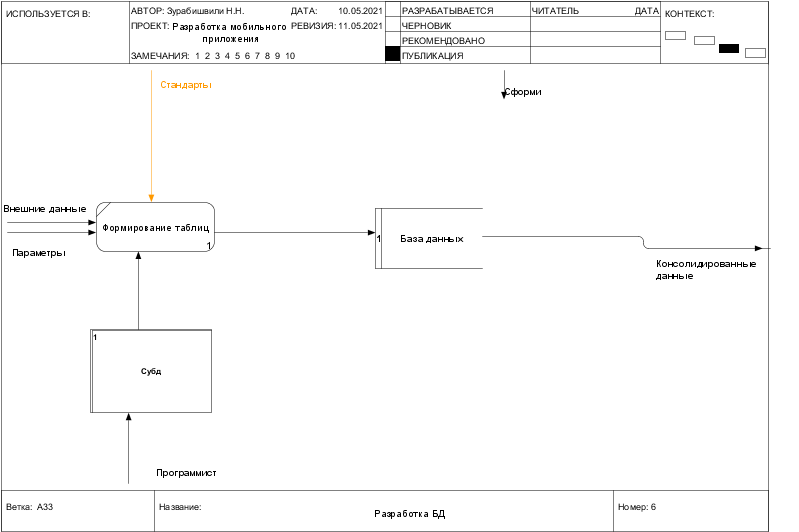 ИСПОЛЬЗУЕТСЯ В:
АВТОР: Зурабишвили Н.Н.
ДАТА: 10.05.2021
ПРОЕКТ: Разработка мобильного
приложения
РЕВИЗИЯ: 11.05.2021
ЗАМЕЧАНИЯ: 1 2 3 4 5 6 7 8 9 10
РАЗРАБАТЫВАЕТСЯ
ЧЕРНОВИК
РЕКОМЕНДОВАНО
ПУБЛИКАЦИЯ
ЧИТАТЕЛЬ
ДАТА
КОНТЕКСТ:
Стандарты
Сформи
Внешние данные
Параметры
Формирование таблиц
1
1
База данных
Консолидированные
данные
1
Субд
Программист
Ветка: А33
Название:
Разработка БД
Номер: 6